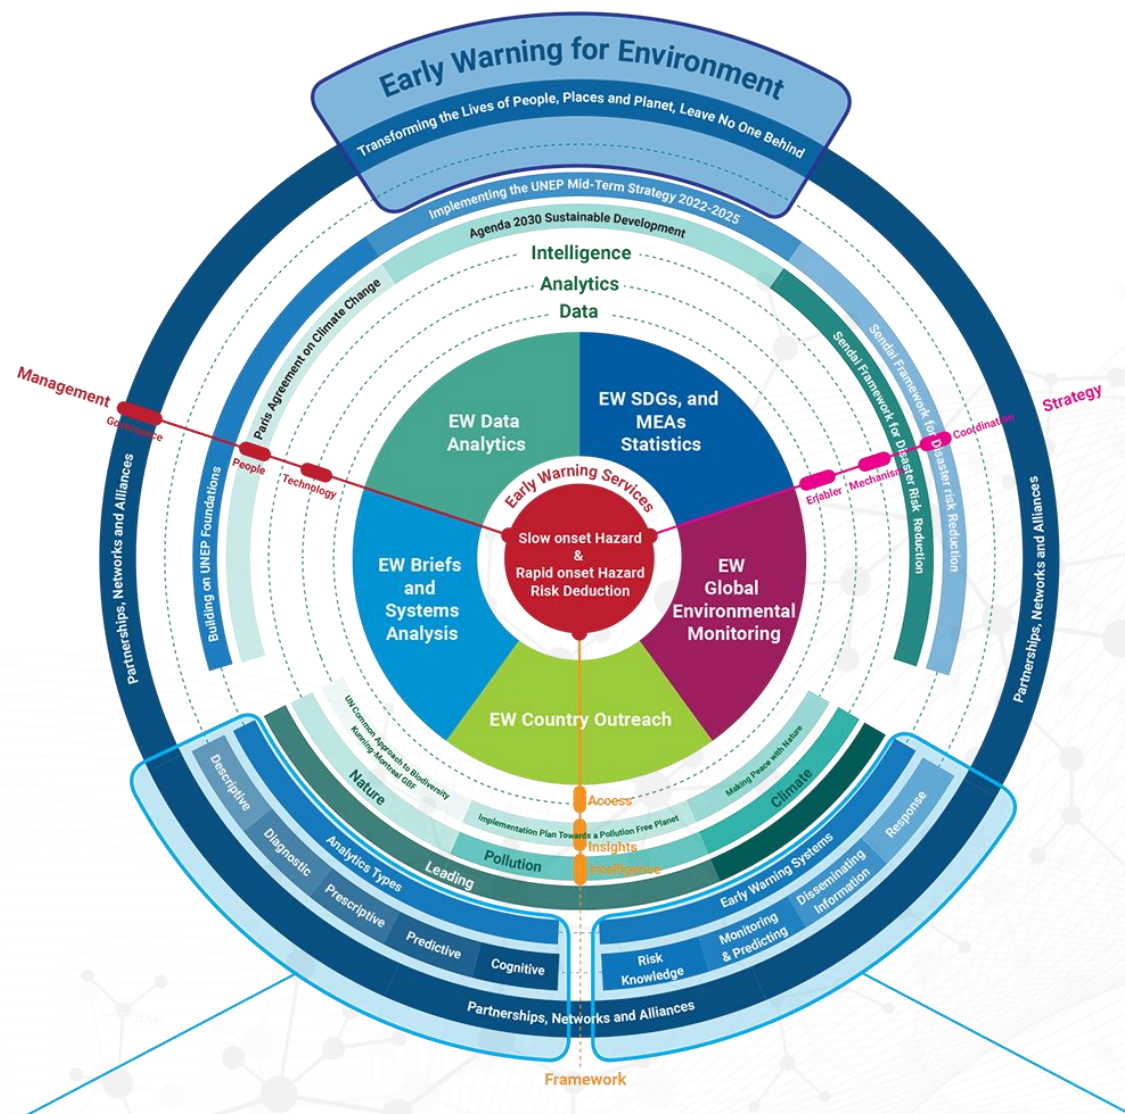 Early Warning for Environment
Transforming the Lives of People, Places and Planet, Leave No One Behind
Implementing the UNEP Mid-Term Strategy 2022-2025
Agenda 2030 Sustainable Development
Intelligence
Analytics
Data
Paris Agreement on Climate Change
Building on UNEP Foundations
Sendai Framework for Disaster Risk Reduction
Sendai Framework for Disaster risk Reduction
Management
Governance
People
Technology
Strategy
Coordination
Mechanism
Enabler
Partnerships, Networks and Alliances
Partnerships, Networks and Alliances
EW Data
Analytics
EW SDGs, and
MEAs
Statistics
Early Warning Services
Slow onset Hazard
&
Rapid onset Hazard
Risk Deduction
EW Briefs
and
Systems
Analysis
EW
Global
Environmental
Monitoring
EW Country Outreach
Access
Insights
Intelligence
UN Common Approach to Biodiversity
Kunning-Montreal GBF
Implementation Plan Towards a Pollution Free Planet
Making Peace with Nature
Nature
Pollution
Climate
Leading
Analytics Types
Descriptive
Diagnostic
Prescriptive
Predictive
Cognitive
Early Warning Systems
Risk
Knowledge
Monitoring
& Predicting
Disseminating
Information
Response
Partnerships, Networks and Alliances
Framework